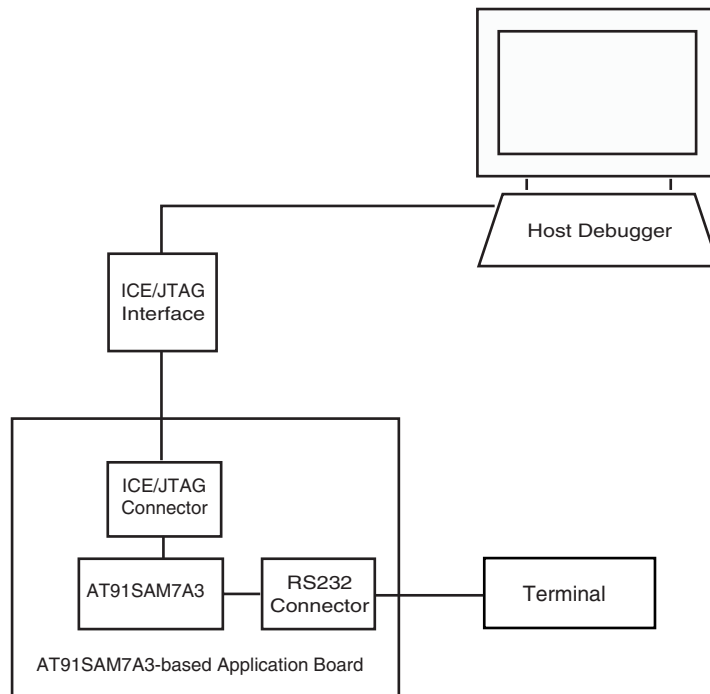 Host Debugger
ICE/JTAG
Interface
ICE/JTAG
Connector
AT91SAM7A3
RS232
Connector
Terminal
AT91SAM7A3-based Application Board